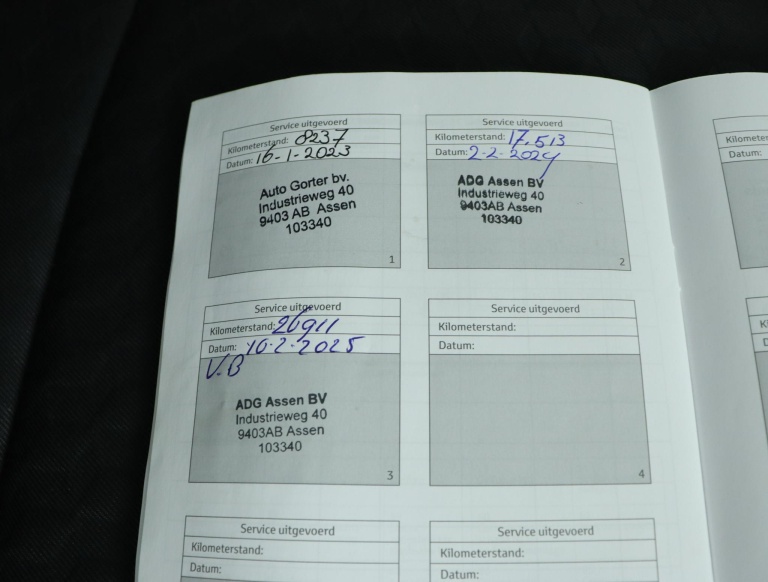 Service uitgevoerd
Kilometerstand: 8237
Datum: 16-1-2023
Auto Gorter bv.
Industrieweg 40
9403 AB Assen
103340
1
Service uitgevoerd
Kilometerstand: 17.513
Datum: 2-2-2024
ADG Assen BV
Industrieweg 40
9403AB Assen
103340
2
Service uitgevoerd
Kilometerstand: 26911
Datum: 10-2-2025
V.B
ADG Assen BV
Industrieweg 40
9403AB Assen
103340
3
Service uitgevoerd
Kilometerstand:
Datum:
4
Service uitgevoerd
Kilometerstand:
Datum:
Service uitgevoerd
Kilometerstand:
Datum:
Kilometer
Datum: